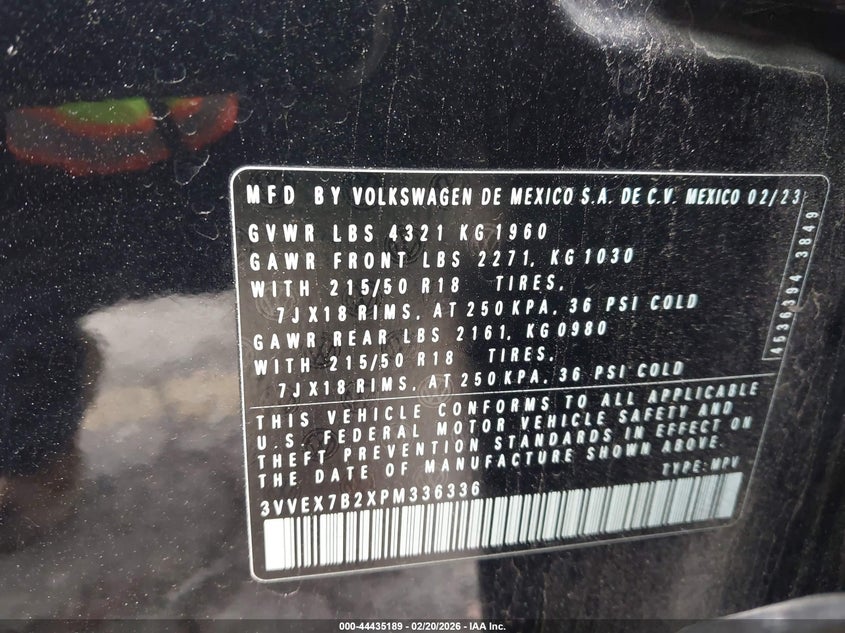 MFD BY VOLKSWAGEN DE MEXICO S.A. DE C.V. MEXICO 02/23
GVWR LBS 4321 KG 1960
GAWR FRONT LBS 2271, KG 1030
WITH 215/50 R18 TIRES,
7JX18 RIMS, AT 250 KPA, 36 PSI COLD
GAWR REAR LBS 2161, KG 0980
WITH 215/50 R18 TIRES,
7JX18 RIMS, AT 250 KPA, 36 PSI COLD
4536394 3849
THIS VEHICLE CONFORMS TO ALL APPLICABLE
U.S. FEDERAL MOTOR VEHICLE SAFETY AND
THEFT PREVENTION STANDARDS IN EFFECT ON
THE DATE OF MANUFACTURE SHOWN ABOVE.
TYPE: MPV
3VVEX7B2XPM336336
000-44435189 - 02/20/2026 - IAA Inc.